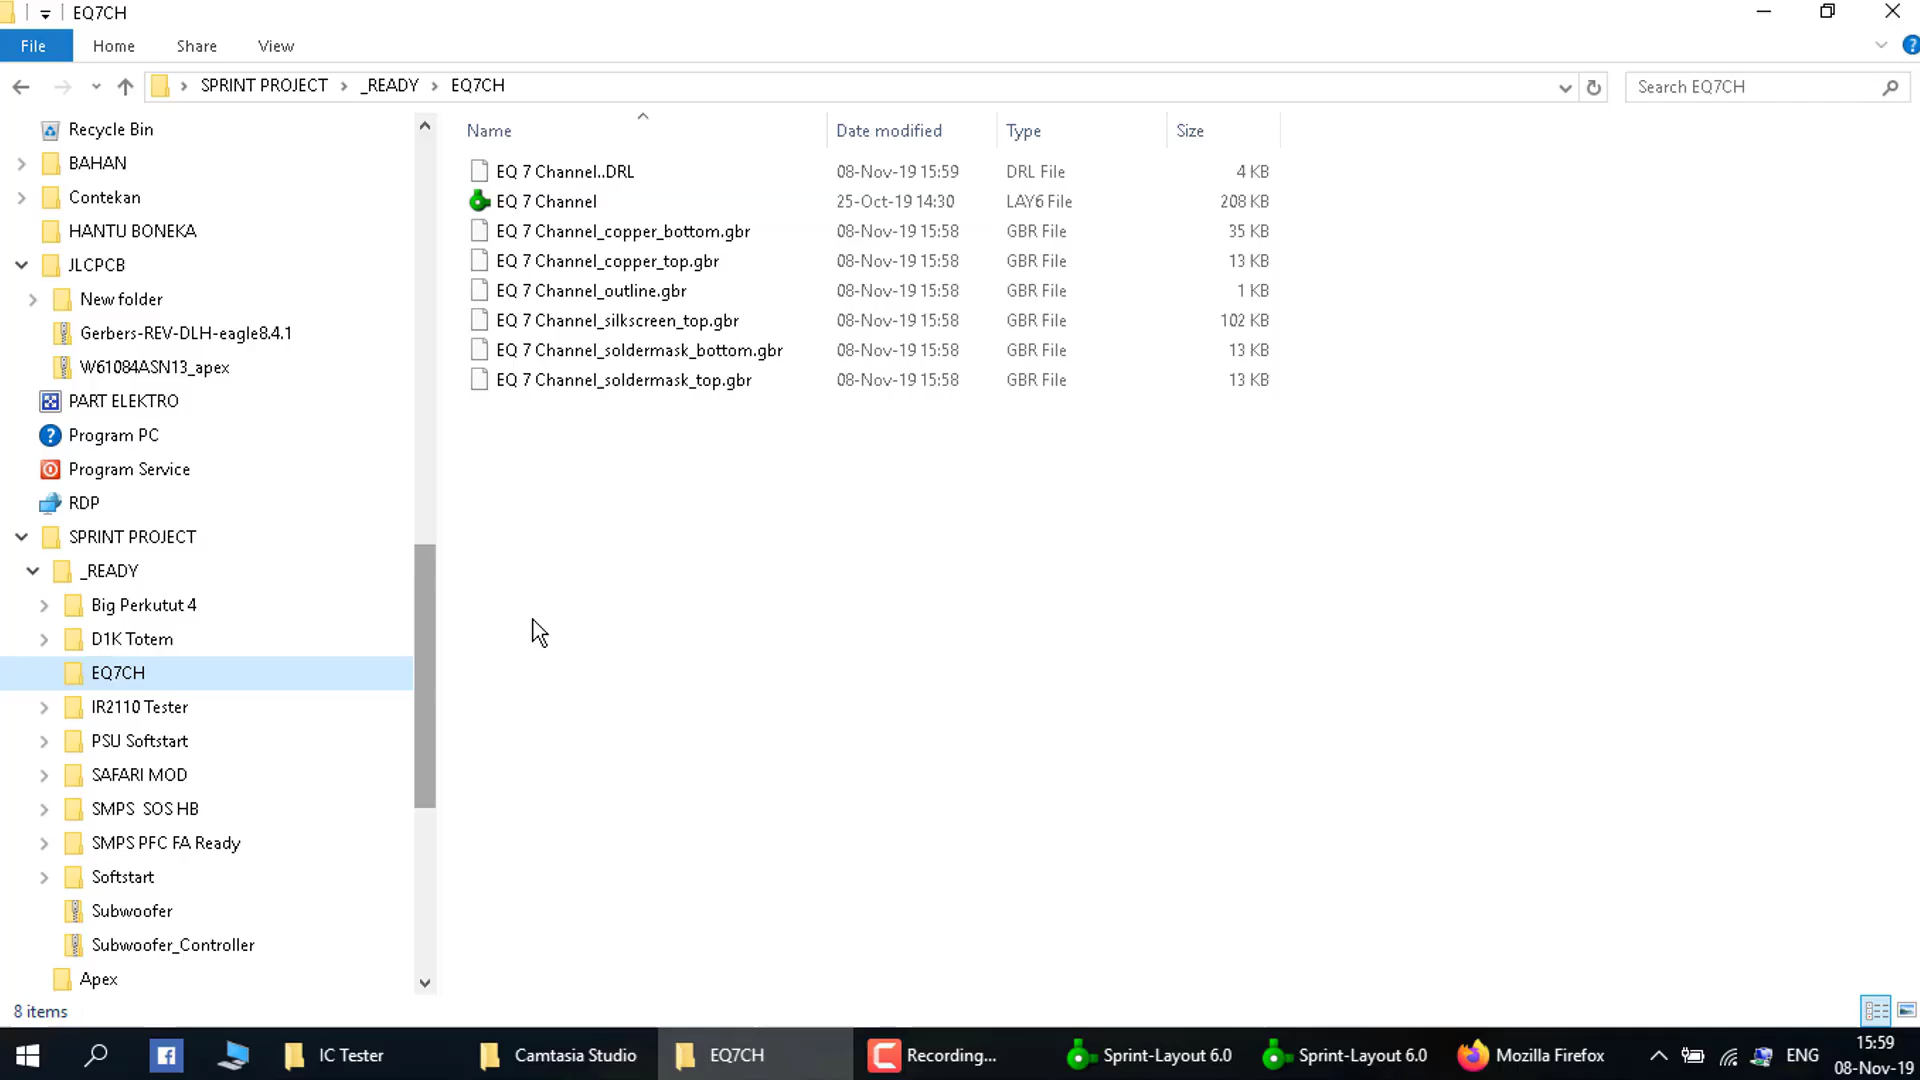 EQ7CH
File Home Share View
SPRINT PROJECT _READY EQ7CH Search EQ7CH
Name Date modified Type Size
EQ 7 Channel..DRL 08-Nov-19 15:59 DRL File 4 KB
EQ 7 Channel 25-Oct-19 14:30 LAY6 File 208 KB
EQ 7 Channel_copper_bottom.gbr 08-Nov-19 15:58 GBR File 35 KB
EQ 7 Channel_copper_top.gbr 08-Nov-19 15:58 GBR File 13 KB
EQ 7 Channel_outline.gbr 08-Nov-19 15:58 GBR File 1 KB
EQ 7 Channel_silkscreen_top.gbr 08-Nov-19 15:58 GBR File 102 KB
EQ 7 Channel_soldermask_bottom.gbr 08-Nov-19 15:58 GBR File 13 KB
EQ 7 Channel_soldermask_top.gbr 08-Nov-19 15:58 GBR File 13 KB
Recycle Bin
BAHAN
Contekan
HANTU BONEKA
JLCPCB
New folder
Gerbers-REV-DLH-eagle8.4.1
W61084ASN13_apex
PART ELEKTRO
Program PC
Program Service
RDP
SPRINT PROJECT
_READY
Big Perkutut 4
D1K Totem
EQ7CH
IR2110 Tester
PSU Softstart
SAFARI MOD
SMPS  SOS HB
SMPS PFC FA Ready
Softstart
Subwoofer
Subwoofer_Controller
Apex
8 items
IC Tester Camtasia Studio EQ7CH Recording... Sprint-Layout 6.0 Sprint-Layout 6.0 Mozilla Firefox ENG 15:59
08-Nov-19